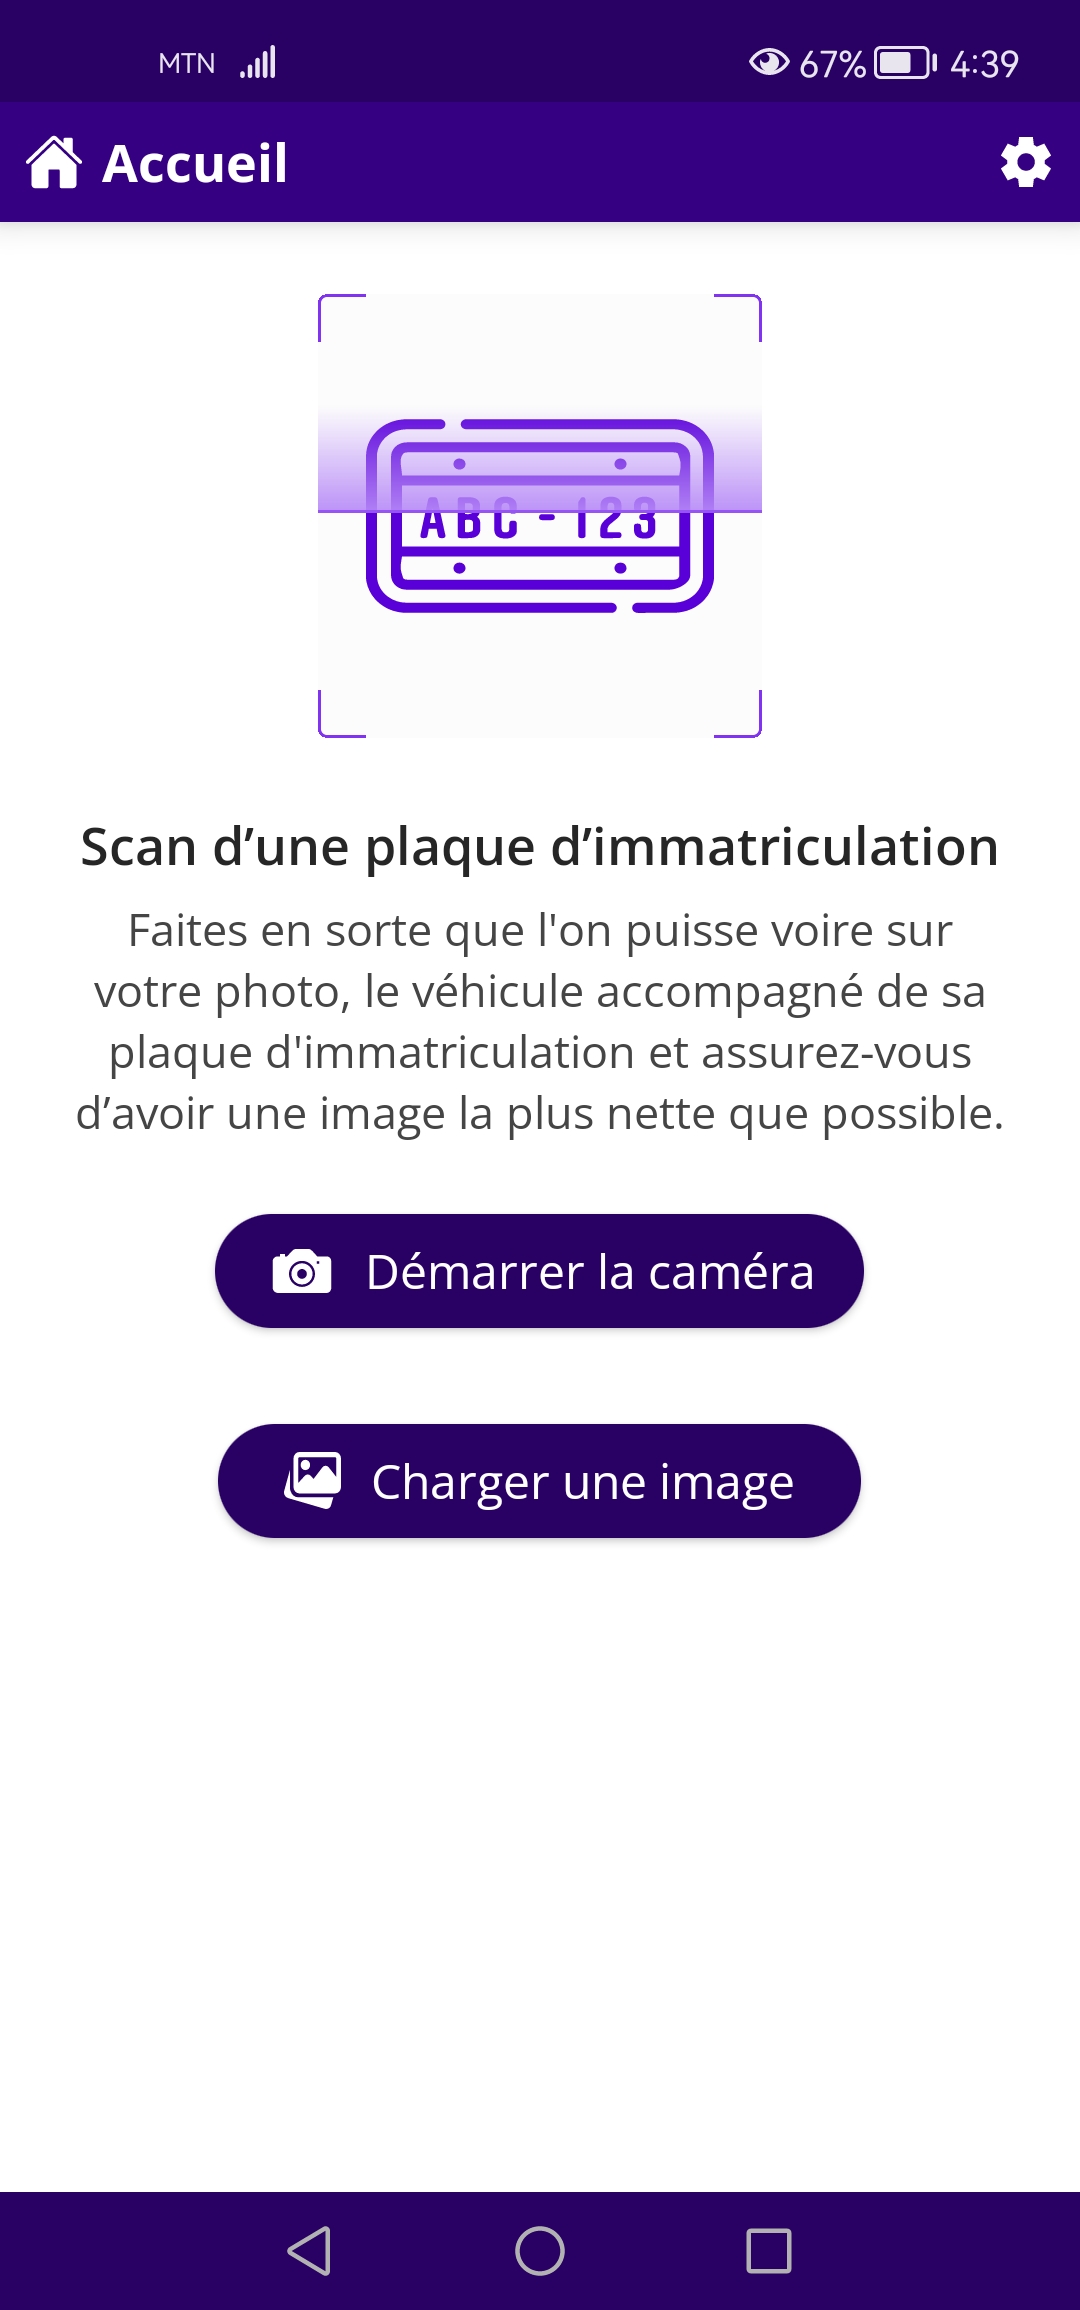 MTN 67% 4:39
Accueil
ABC-123
Scan d’une plaque d’immatriculation
Faites en sorte que l'on puisse voire sur
votre photo, le véhicule accompagné de sa
plaque d'immatriculation et assurez-vous
d’avoir une image la plus nette que possible.
Démarrer la caméra
Charger une image